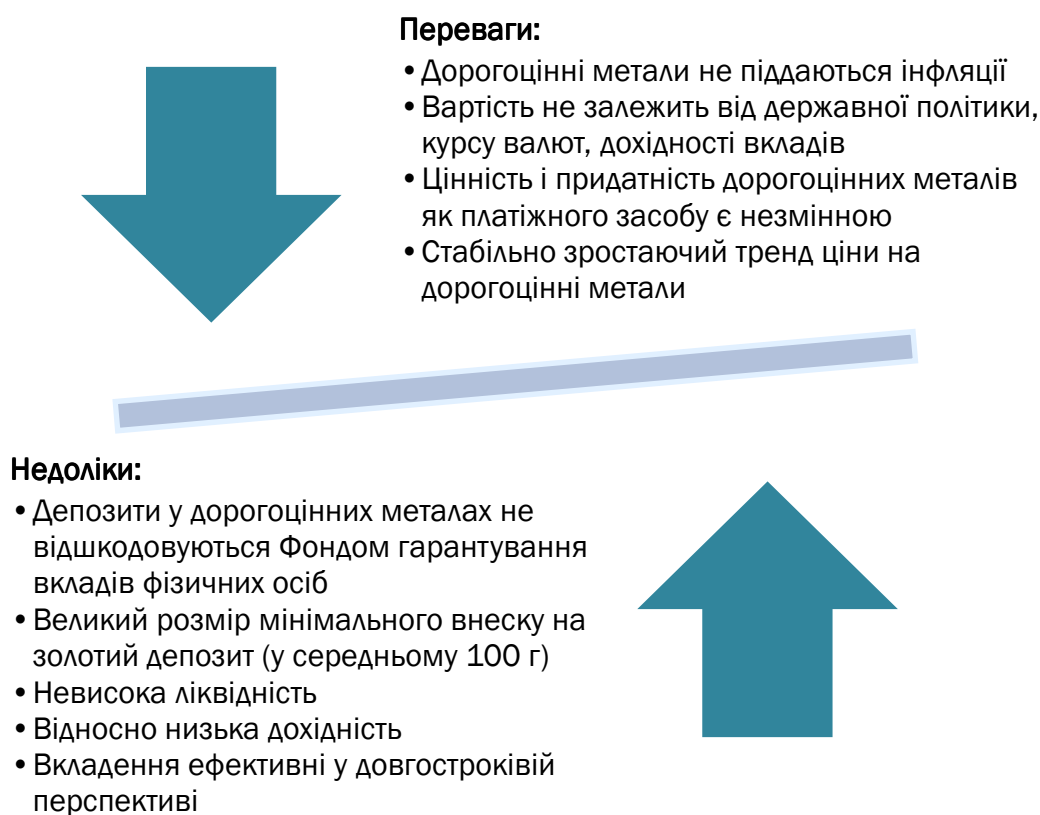 Переваги:
•Дорогоцінні метали не піддаються інфляції
•Вартість не залежить від державної політики,
курсу валют, дохідності вкладів
•Цінність і придатність дорогоцінних металів
як платіжного засобу є незмінною
•Стабільно зростаючий тренд ціни на
дорогоцінні метали
Недоліки:
•Депозити у дорогоцінних металах не
відшкодовуються Фондом гарантування
вкладів фізичних осіб
•Великий розмір мінімального внеску на
золотий депозит (у середньому 100 г)
•Невисока ліквідність
•Відносно низька дохідність
•Вкладення ефективні у довгостроківій
перспективі